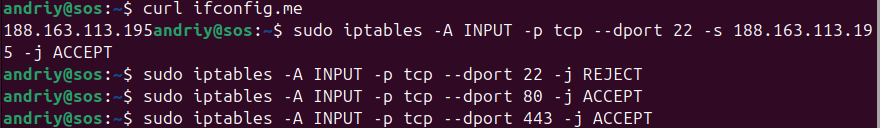 andriy@sos:~$ curl ifconfig.me
188.163.113.195andriy@sos:~$ sudo iptables -A INPUT -p tcp --dport 22 -s 188.163.113.19
5 -j ACCEPT
andriy@sos:~$ sudo iptables -A INPUT -p tcp --dport 22 -j REJECT
andriy@sos:~$ sudo iptables -A INPUT -p tcp --dport 80 -j ACCEPT
andriy@sos:~$ sudo iptables -A INPUT -p tcp --dport 443 -j ACCEPT